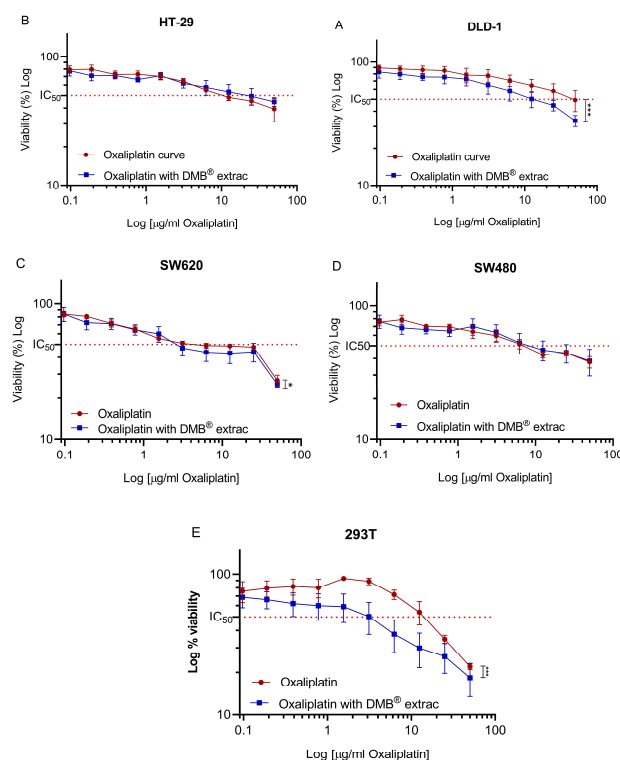 B
HT-29
100
IC50
10
Viability (%) Log
Oxaliplatin curve
Oxaliplatin with DMB® extrac
0.1 1 10 100
Log [μg/ml Oxaliplatin]
A
DLD-1
100
IC50
10
Viability (%) Log
***
Oxaliplatin curve
Oxaliplatin with DMB® extrac
0.1 1 10 100
Log [μg/ml Oxaliplatin]
C
SW620
100
IC50
10
Viability (%) Log
*
Oxaliplatin
Oxaliplatin with DMB® extrac
0.1 1 10 100
Log [μg/ml Oxaliplatin]
D
SW480
100
IC50
10
Viability (%) Log
Oxaliplatin
Oxaliplatin with DMB® extrac
0.1 1 10 100
Log [μg/ml Oxaliplatin]
E
293T
100
IC50
10
Log % viability
***
Oxaliplatin
Oxaliplatin with DMB® extrac
0.1 1 10 100
Log [μg/ml Oxaliplatin]